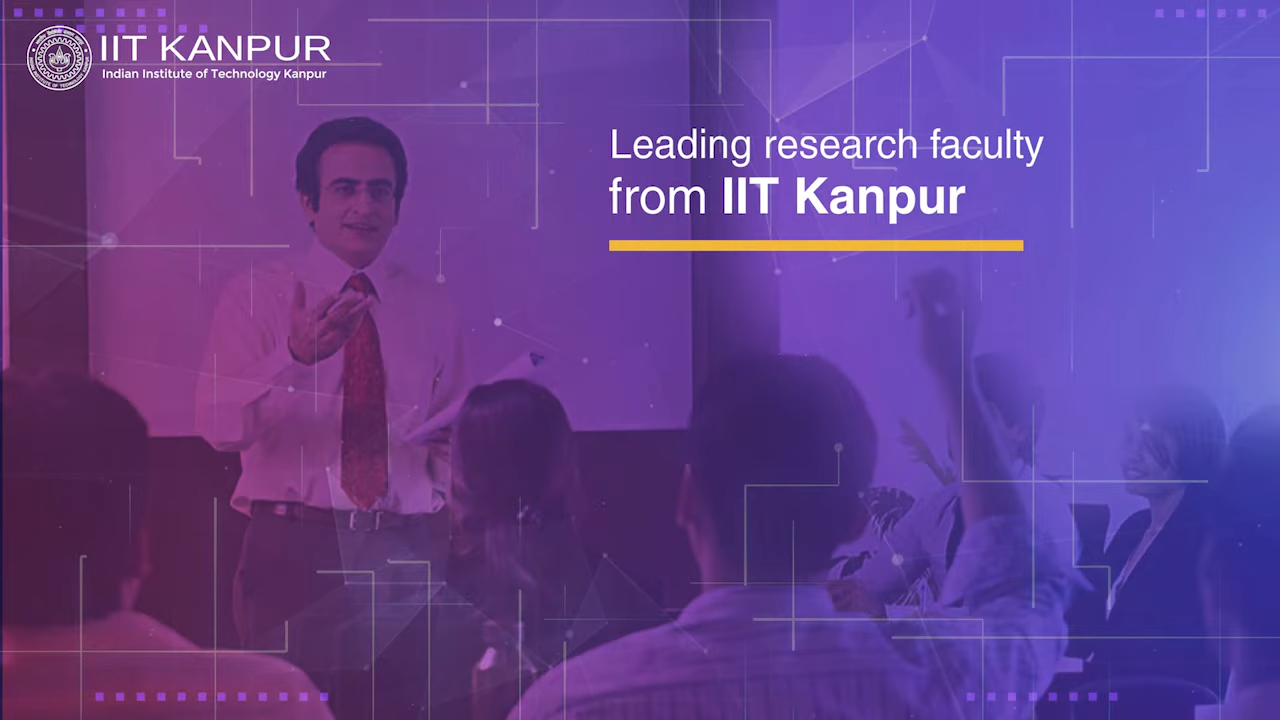 IIT KANPUR
Indian Institute of Technology Kanpur
Leading research faculty
from IIT Kanpur